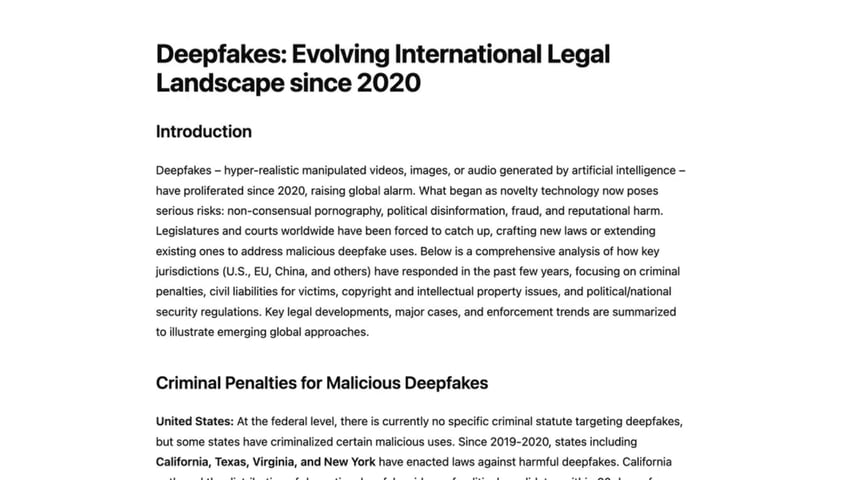 Deepfakes: Evolving International Legal
Landscape since 2020
Introduction
Deepfakes – hyper-realistic manipulated videos, images, or audio generated by artificial intelligence –
have proliferated since 2020, raising global alarm. What began as novelty technology now poses
serious risks: non-consensual pornography, political disinformation, fraud, and reputational harm.
Legislatures and courts worldwide have been forced to catch up, crafting new laws or extending
existing ones to address malicious deepfake uses. Below is a comprehensive analysis of how key
jurisdictions (U.S., EU, China, and others) have responded in the past few years, focusing on criminal
penalties, civil liabilities for victims, copyright and intellectual property issues, and political/national
security regulations. Key legal developments, major cases, and enforcement trends are summarized
to illustrate emerging global approaches.
Criminal Penalties for Malicious Deepfakes
United States: At the federal level, there is currently no specific criminal statute targeting deepfakes,
but some states have criminalized certain malicious uses. Since 2019-2020, states including
California, Texas, Virginia, and New York have enacted laws against harmful deepfakes. California